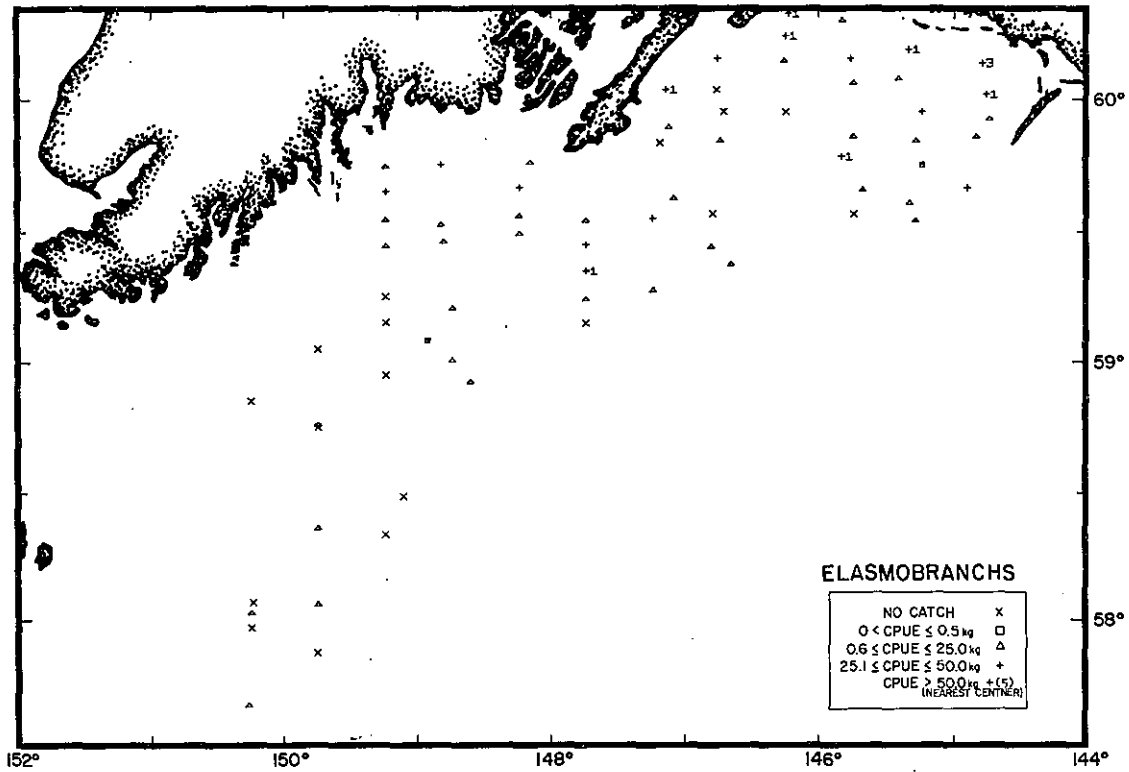 +1
+1
+1
+3
+1
+1
60°
+1
+1
59°
ELASMOBRANCHS
NO CATCH ×
0 < CPUE ≤ 0.5 kg □
0.6 ≤ CPUE ≤ 25.0 kg △
25.1 ≤ CPUE ≤ 50.0 kg +
CPUE > 50.0 kg +(5)
(NEAREST CENTNER)
58°
152° 150° 148° 146° 144°